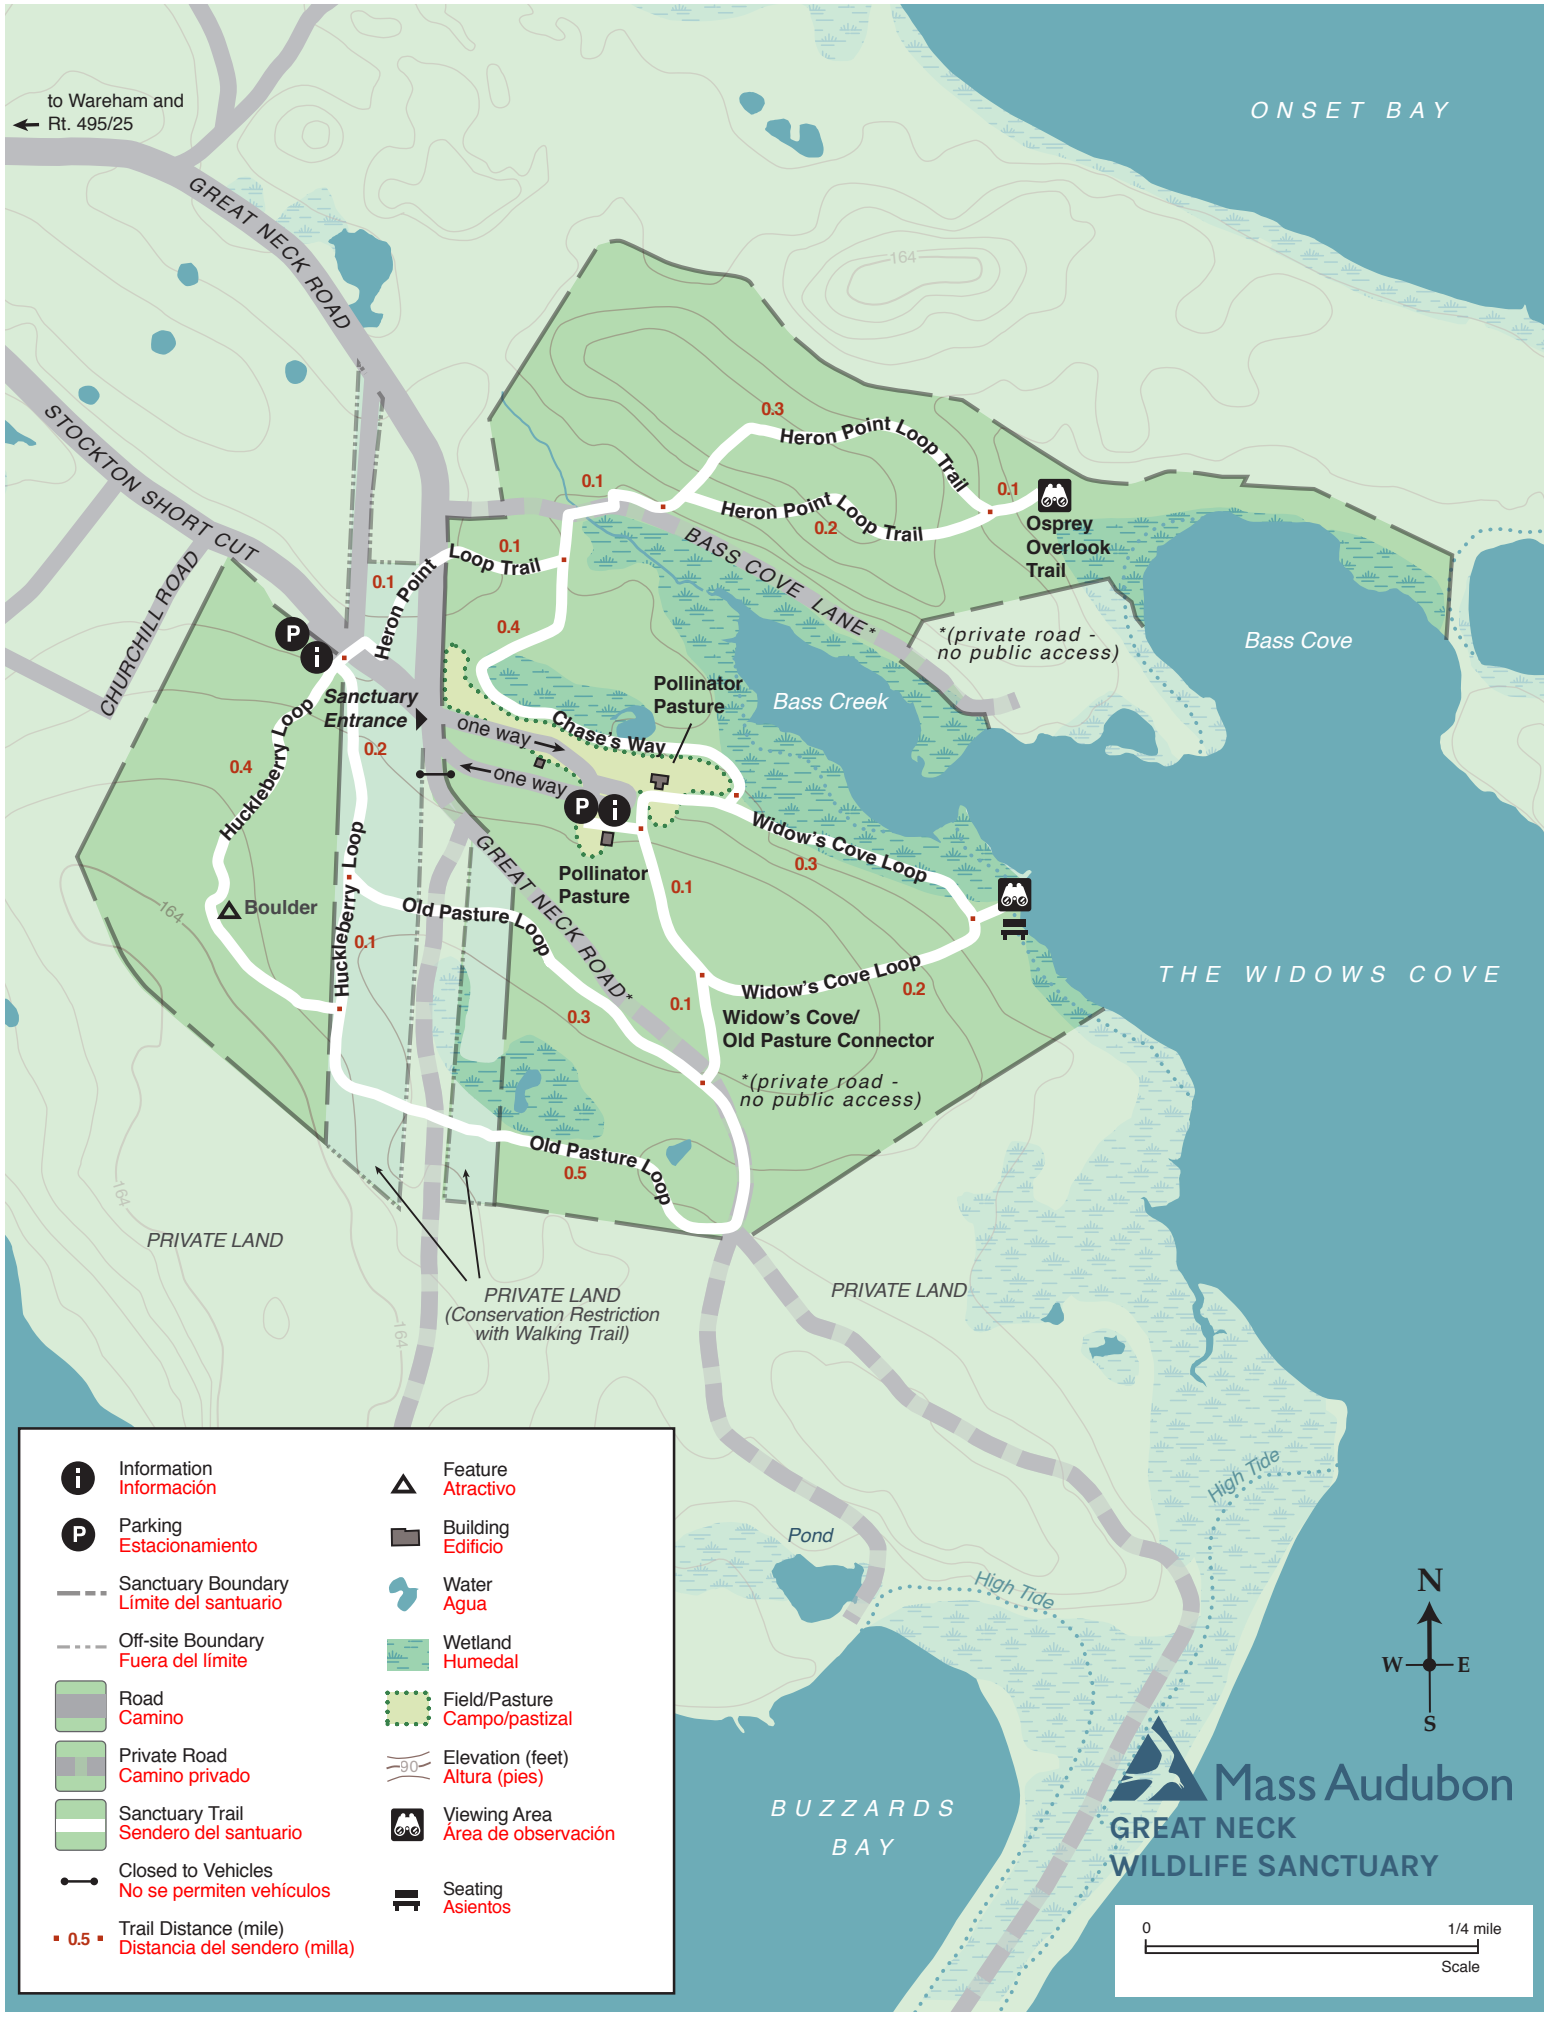 to Wareham and
Rt. 495/25
GREAT NECK ROAD
ONSET BAY
164
STOCKTON SHORT CUT
CHURCHILL ROAD
0.3
Heron Point Loop Trail
0.1
0.1
Heron Point Loop Trail
0.2
Osprey
Overlook
Trail
0.1
Loop Trail
0.1
Heron Point
BASS COVE LANE*
*(private road -
no public access)
Bass Cove
0.4
P
i
Sanctuary
Entrance
Pollinator
Pasture
Bass Creek
one way
Chase's Way
0.2
Huckleberry Loop
0.4
one way
P
i
Widow's Cove Loop
0.3
Huckleberry Loop
GREAT NECK ROAD*
Pollinator
Pasture
0.1
Boulder
164
Old Pasture Loop
0.1
THE WIDOWS COVE
Widow's Cove Loop
0.2
0.1
0.3
Widow's Cove/
Old Pasture Connector
*(private road -
no public access)
Old Pasture Loop
0.5
164
PRIVATE LAND
PRIVATE LAND
PRIVATE LAND
(Conservation Restriction
with Walking Trail)
164
High Tide
Pond
High Tide
BUZZARDS
BAY
i
Information
Información
P
Parking
Estacionamiento
Sanctuary Boundary
Límite del santuario
Off-site Boundary
Fuera del límite
Road
Camino
Private Road
Camino privado
Sanctuary Trail
Sendero del santuario
Closed to Vehicles
No se permiten vehículos
0.5
Trail Distance (mile)
Distancia del sendero (milla)
Feature
Atractivo
Building
Edificio
Water
Agua
Wetland
Humedal
Field/Pasture
Campo/pastizal
90
Elevation (feet)
Altura (pies)
Viewing Area
Área de observación
Seating
Asientos
N
W E
S
Mass Audubon
GREAT NECK
WILDLIFE SANCTUARY
0 1/4 mile
Scale